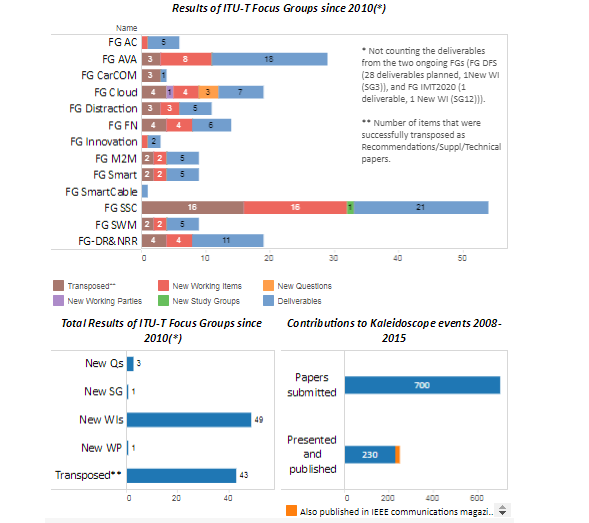 Results of ITU-T Focus Groups since 2010(*)
Name
FG AC 5
FG AVA 3 8 18
FG CarCOM 3 1
FG Cloud 4 1 4 3 7
FG Distraction 3 3 5
FG FN 4 4 6
FG Innovation 2
FG M2M 2 2 5
FG Smart 2 2 5
FG SmartCable
FG SSC 16 16 1 21
FG SWM 2 2 5
FG-DR&NRR 4 4 11
0 10 20 30 40 50
* Not counting the deliverables
from the two ongoing FGs (FG DFS
(28 deliverables planned, 1New WI
(SG3)), and FG IMT2020 (1
deliverable, 1 New WI (SG12))).
** Number of items that were
successfully transposed as
Recommendations/Suppl/Technical
papers.
Transposed** New Working Items New Questions
New Working Parties New Study Groups Deliverables
Total Results of ITU-T Focus Groups since
2010(*)
New Qs 3
New SG 1
New WIs 49
New WP 1
Transposed** 43
0 20 40
Contributions to Kaleidoscope events 2008-
2015
Papers
submitted
700
Presented
and
published
230
0 200 400 600
Also published in IEEE communications magazi..